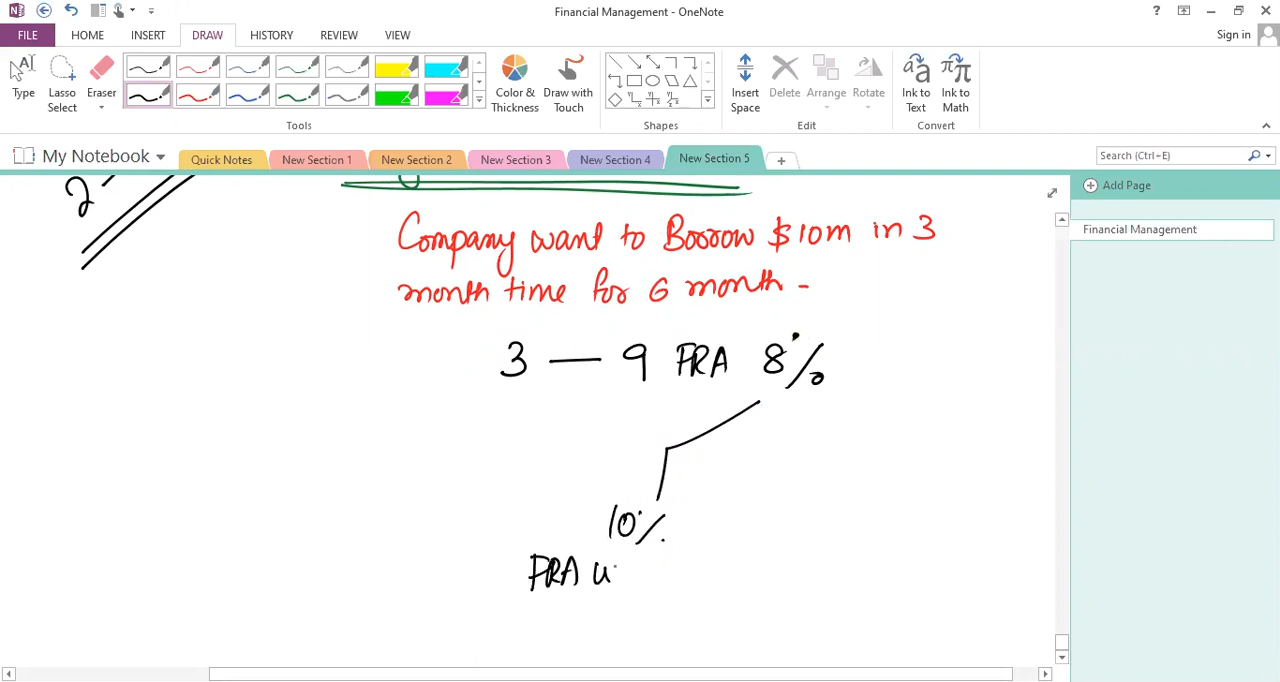 Financial Management - OneNote
?
FILE HOME INSERT DRAW HISTORY REVIEW VIEW
Sign in
Type
Lasso Select
Eraser
Color & Thickness
Draw with Touch
Insert Space
Delete
Arrange
Rotate
Ink to Text
Ink to Math
Tools
Shapes
Edit
Convert
My Notebook
Quick Notes New Section 1 New Section 2 New Section 3 New Section 4 New Section 5
Search (Ctrl+E)
Add Page
Financial Management
2
Company want to Borrow $10m in 3
month time for 6 month -
3 — 9 FRA 8%
10%
FRA